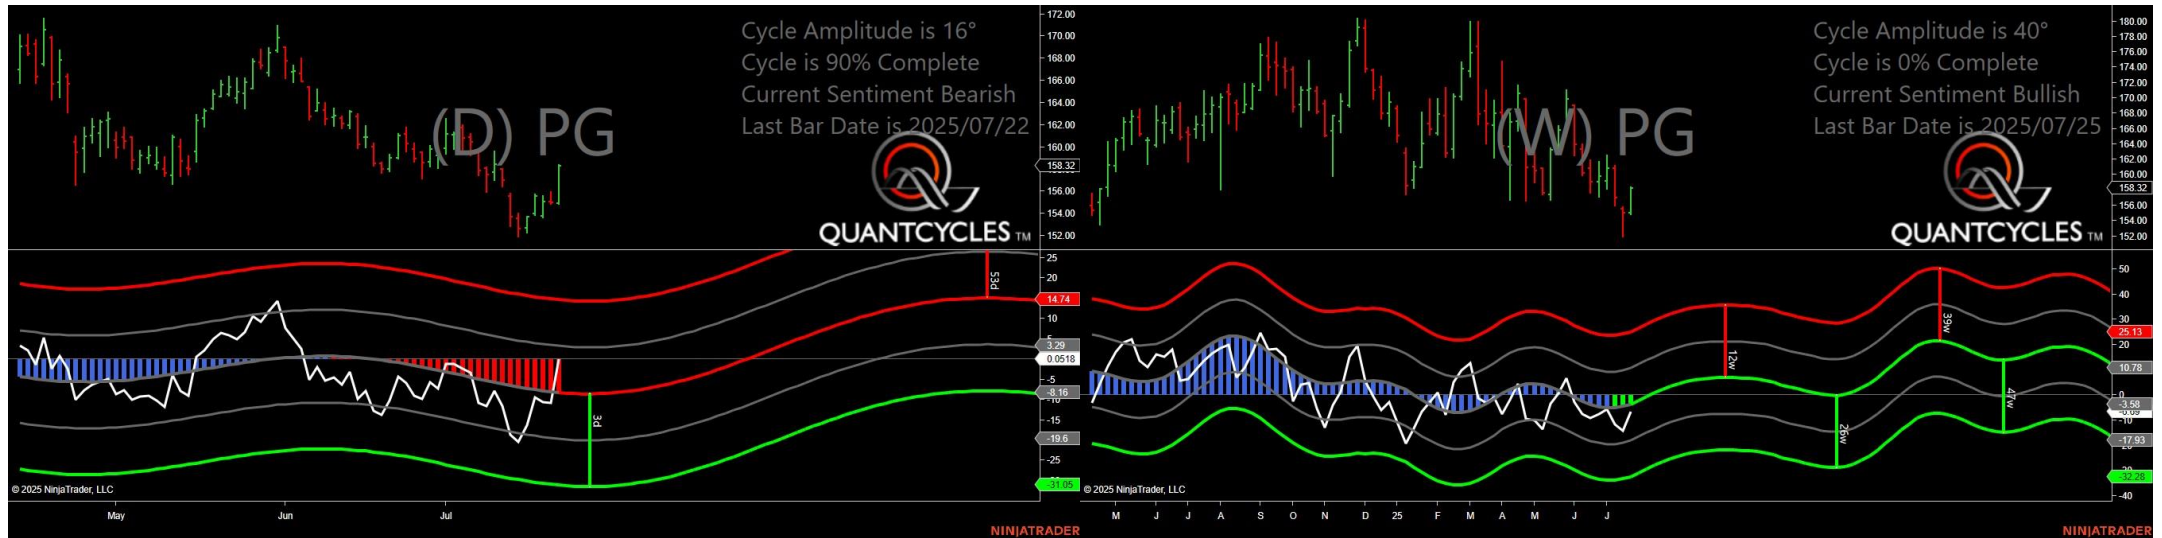 Cycle Amplitude is 16°
Cycle is 90% Complete
Current Sentiment Bearish
Last Bar Date is 2025/07/22
(D) PG
QUANTCYCLES TM
172.00
170.00
168.00
166.00
164.00
162.00
160.00
158.32
156.00
154.00
152.00
25
20
14.74
10
3.29
0.0518
-5
-8.16
-15
-19.6
-25
-31.05
53d
3d
© 2025 NinjaTrader, LLC
May Jun Jul
NINJATRADER
Cycle Amplitude is 40°
Cycle is 0% Complete
Current Sentiment Bullish
Last Bar Date is 2025/07/25
(W) PG
QUANTCYCLES TM
180.00
178.00
176.00
174.00
172.00
170.00
168.00
166.00
164.00
162.00
160.00
158.32
156.00
154.00
152.00
50
40
30
25.13
20
10.78
0
-3.58
-10
-17.93
-32.28
-40
12w
26w
39w
47w
© 2025 NinjaTrader, LLC
M J J A S O N D 25 F M A M J J
NINJATRADER